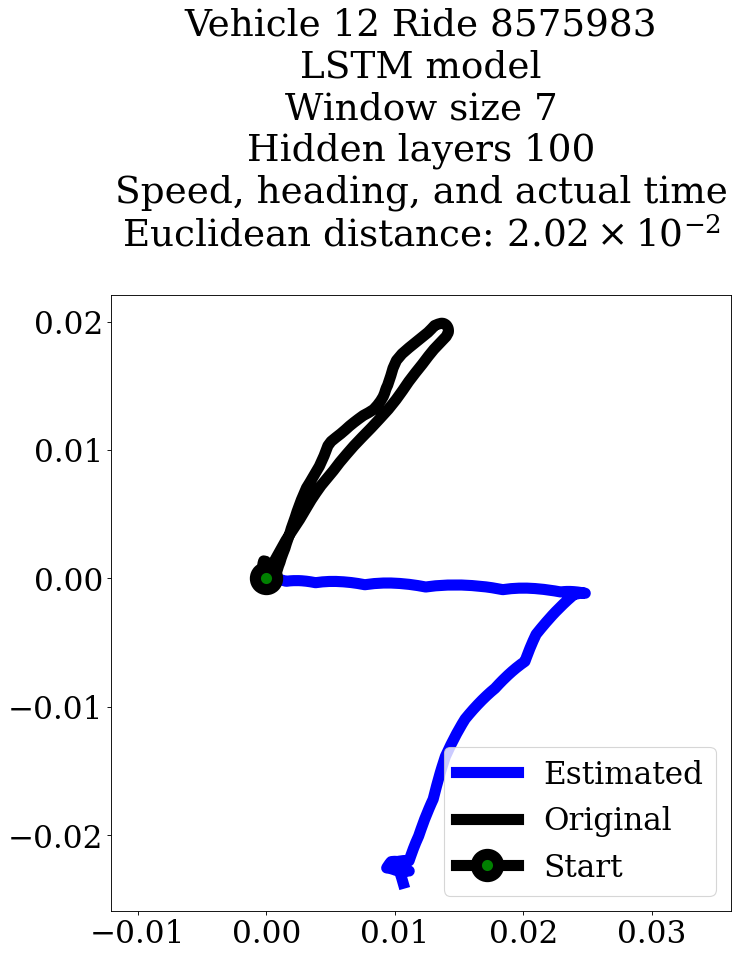 Vehicle 12 Ride 8575983
LSTM model
Window size 7
Hidden layers 100
Speed, heading, and actual time
Euclidean distance: 2.02 × 10⁻²
0.02
0.01
0.00
−0.01
−0.02
Estimated
Original
Start
−0.01 0.00 0.01 0.02 0.03